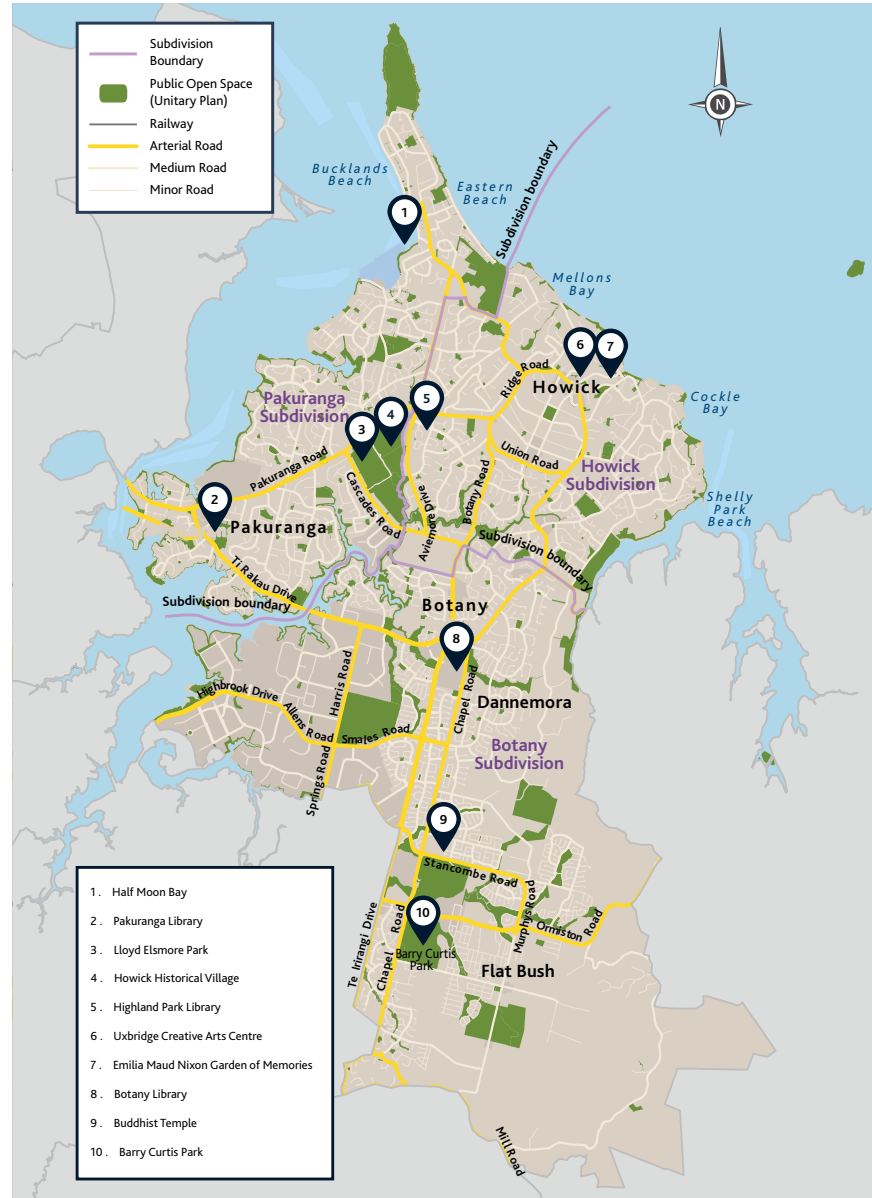 Subdivision
Boundary
Public Open Space
(Unitary Plan)
Railway
Arterial Road
Medium Road
Minor Road
N
Bucklands
Beach
Eastern
Beach
Subdivision boundary
1
Mellons
Bay
6
7
Ridge Road
Howick
Cockle
Bay
Pakuranga
Subdivision
5
4
3
Union Road
Howick
Subdivision
Pakuranga Road
Cascades Road
Aviemore Drive
Botany Road
Shelly
Park
Beach
2
Pakuranga
Subdivision boundary
Ti Rakau Drive
Subdivision boundary
Botany
8
Harris Road
Chapel Road
Highbrook Drive
Allens Road
Smales Road
Springs Road
Dannemora
Botany
Subdivision
9
Stancombe Road
Murphys Road
Ormiston Road
10
Barry Curtis
Park
Te Irirangi Drive
Chapel Road
Flat Bush
Mill Road
1. Half Moon Bay
2. Pakuranga Library
3. Lloyd Elsmore Park
4. Howick Historical Village
5. Highland Park Library
6. Uxbridge Creative Arts Centre
7. Emilia Maud Nixon Garden of Memories
8. Botany Library
9. Buddhist Temple
10. Barry Curtis Park